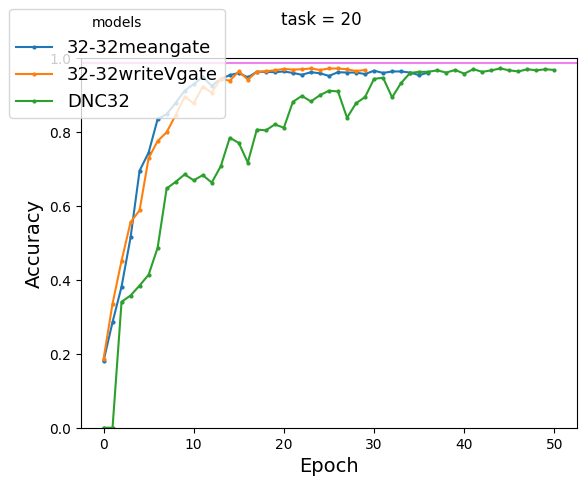 task = 20
models
32-32meangate
32-32writeVgate
DNC32
1.0
0.8
0.6
0.4
0.2
0.0
Accuracy
0 10 20 30 40 50
Epoch